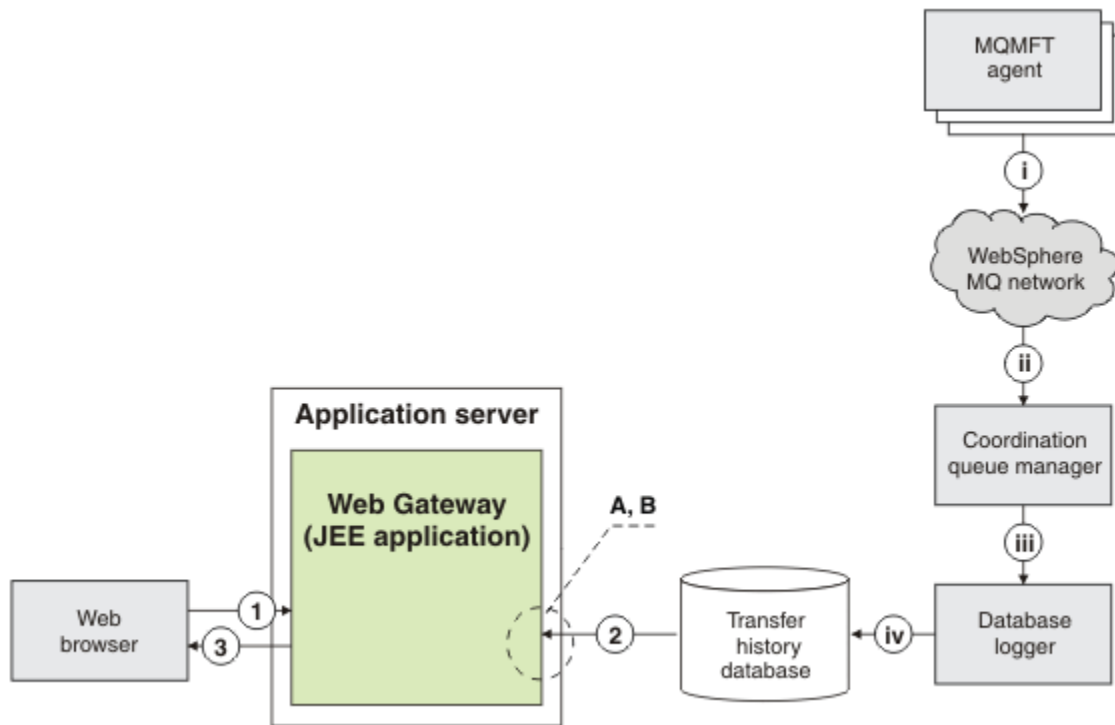 MQMFT
agent
i
WebSphere
MQ network
ii
Coordination
queue manager
iii
Application server
Web Gateway
(JEE application)
A, B
Web
browser
1
3
2
Transfer
history
database
iv
Database
logger